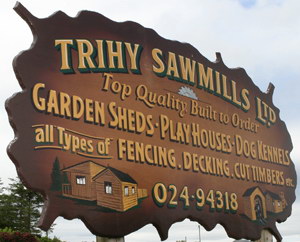 TRIHY SAWMILLS LTD
Top Quality Built to Order
GARDEN SHEDS · PLAY HOUSES · DOG KENNELS
all Types of FENCING, DECKING, CUT TIMBERS etc.
024-94318